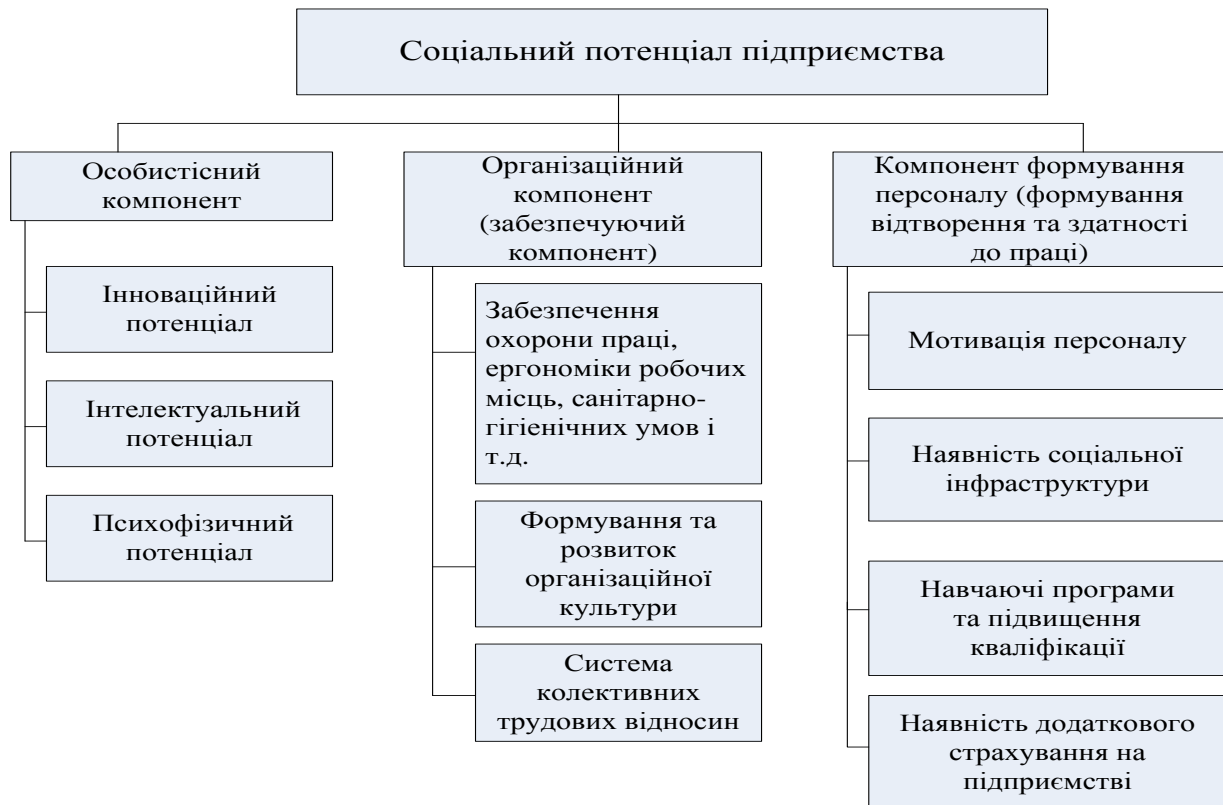 Соціальний потенціал підприємства
Особистісний
компонент
Інноваційний
потенціал
Інтелектуальний
потенціал
Психофізичний
потенціал
Організаційний
компонент
(забезпечуючий
компонент)
Забезпечення
охорони праці,
ергономіки робочих
місць, санітарно-
гігієнічних умов і
т.д.
Формування та
розвиток
організаційної
культури
Система
колективних
трудових відносин
Компонент формування
персоналу (формування
відтворення та здатності
до праці)
Мотивація персоналу
Наявність соціальної
інфраструктури
Навчаючі програми
та підвищення
кваліфікації
Наявність додаткового
страхування на
підприємстві